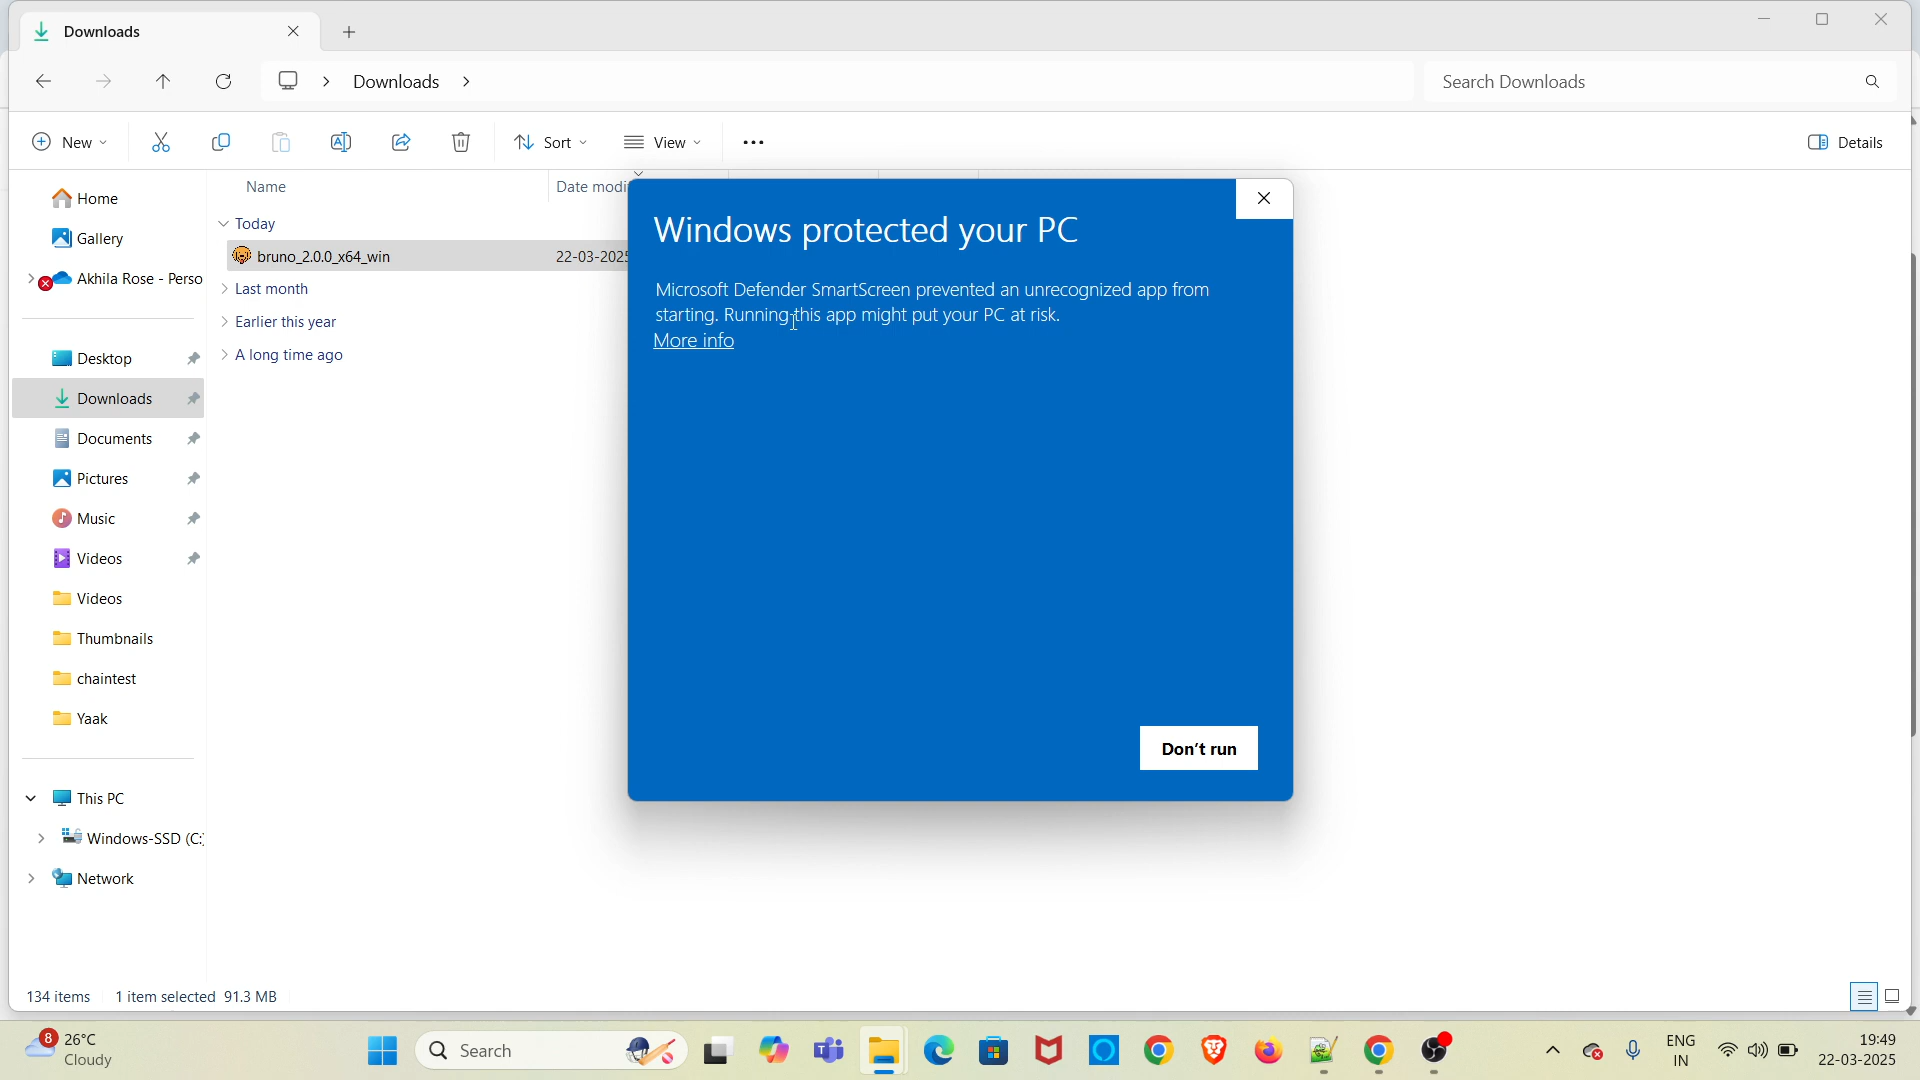 Downloads
Downloads
Search Downloads
New
Sort
View
Details
Home
Gallery
Akhila Rose - Perso
Desktop
Downloads
Documents
Pictures
Music
Videos
Videos
Thumbnails
chaintest
Yaak
This PC
Windows-SSD (C:)
Network
Name
Date modi
Today
bruno_2.0.0_x64_win
22-03-2025
Last month
Earlier this year
A long time ago
Windows protected your PC
Microsoft Defender SmartScreen prevented an unrecognized app from
starting. Running this app might put your PC at risk.
More info
Don't run
134 items
1 item selected 91.3 MB
8
26°C
Cloudy
Search
ENG
IN
19:49
22-03-2025